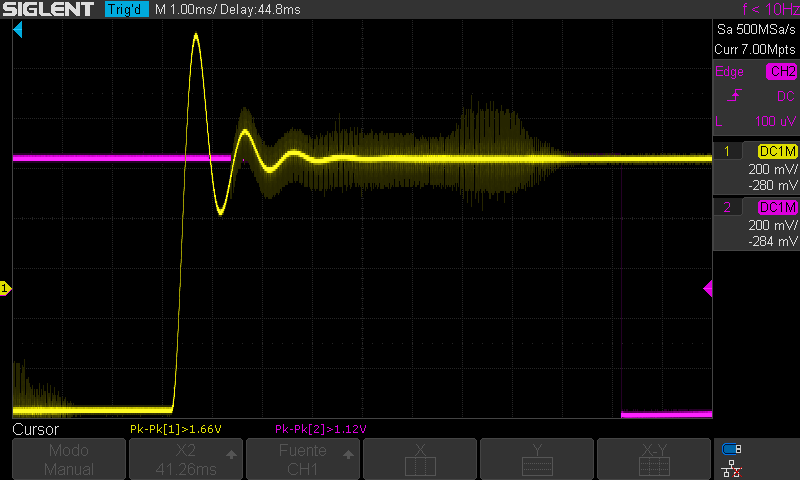 SIGLENT Trig'd M 1.00ms/ Delay:44.8ms f < 10Hz
Sa 500MSa/s
Curr 7.00Mpts
Edge CH2
DC
L 100 uV
1 DC1M
200 mV/
-280 mV
2 DC1M
200 mV/
-284 mV
1
Cursor Pk-Pk[1]>1.66V Pk-Pk[2]>1.12V
Modo X2 Fuente X Y X-Y
Manual 41.26ms CH1